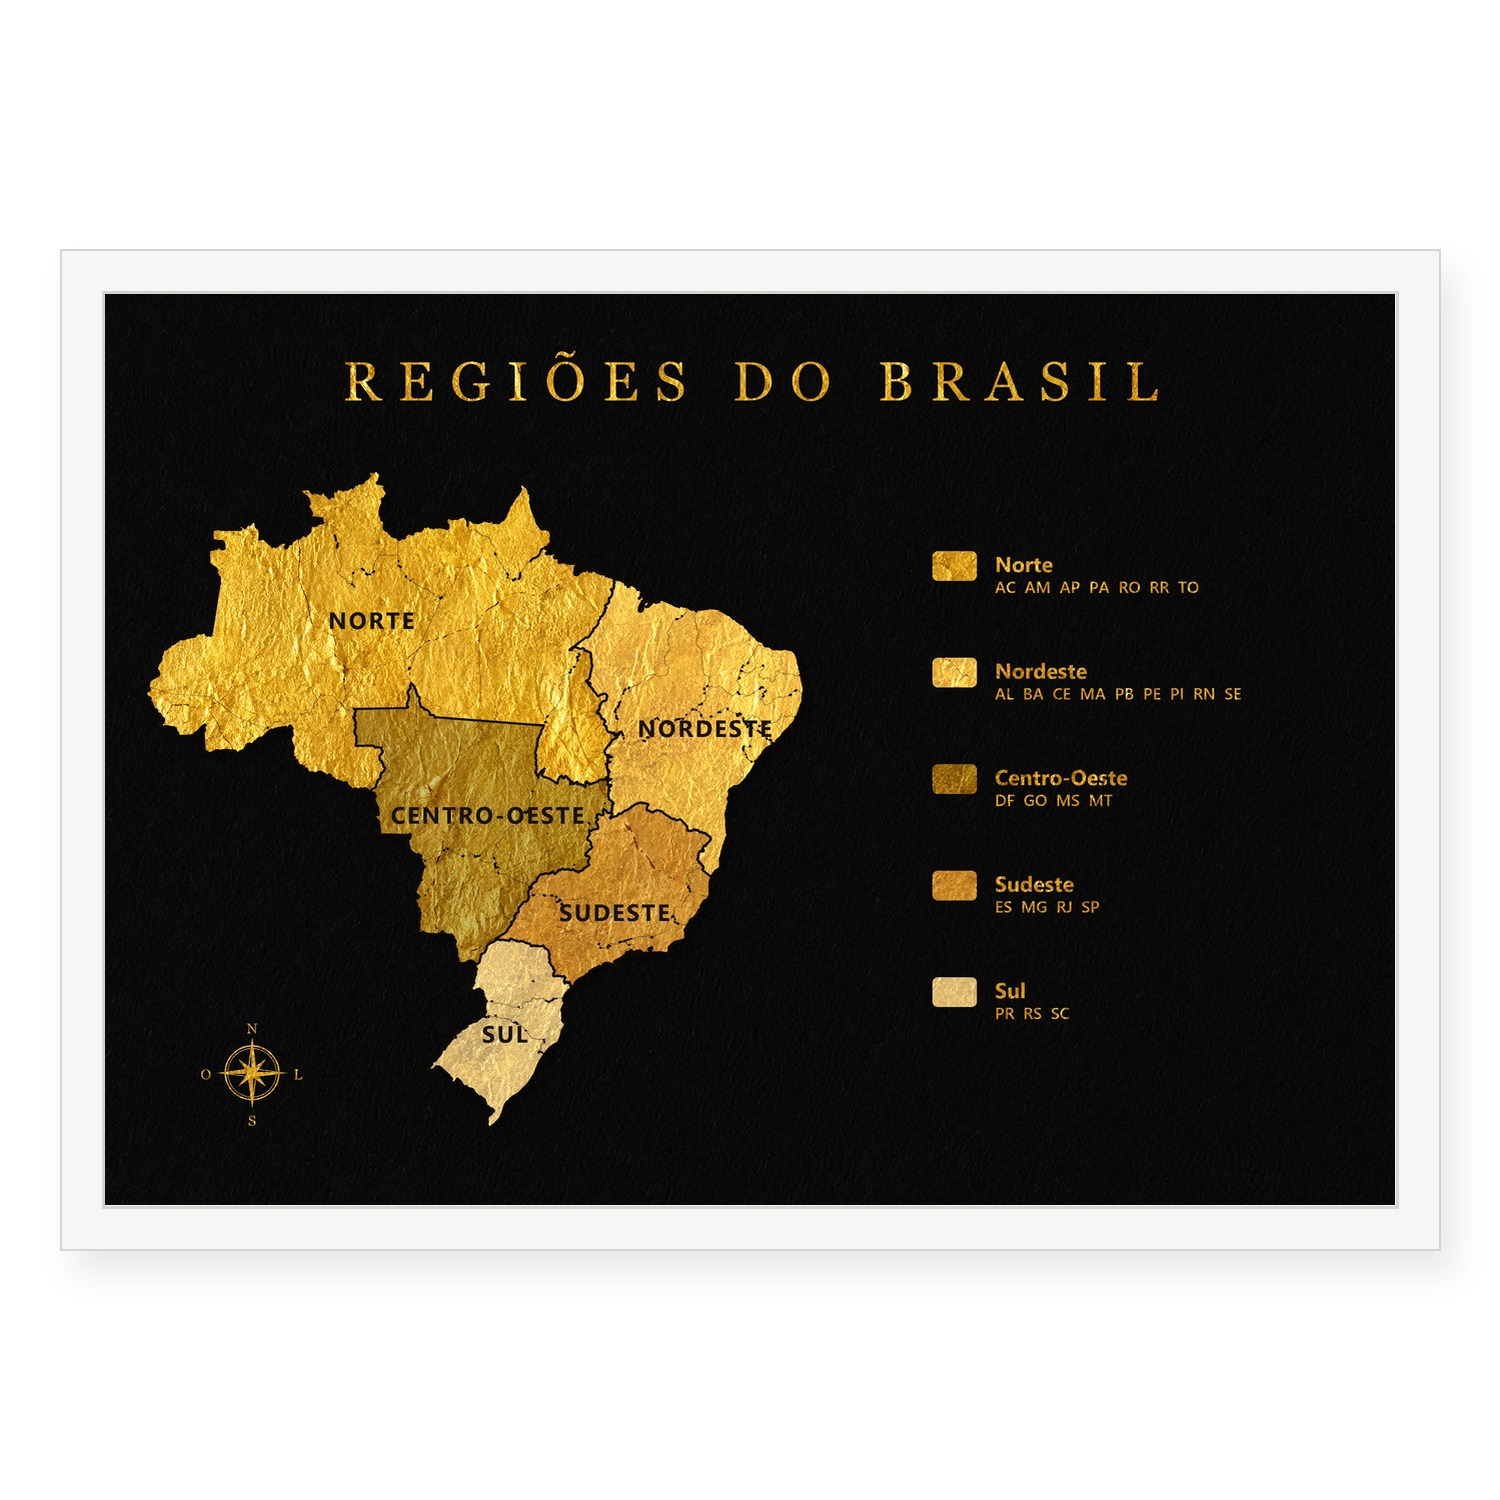 REGIÕES DO BRASIL
NORTE
NORDESTE
CENTRO-OESTE
SUDESTE
SUL
N
O L
S
Norte
AC AM AP PA RO RR TO
Nordeste
AL BA CE MA PB PE PI RN SE
Centro-Oeste
DF GO MS MT
Sudeste
ES MG RJ SP
Sul
PR RS SC